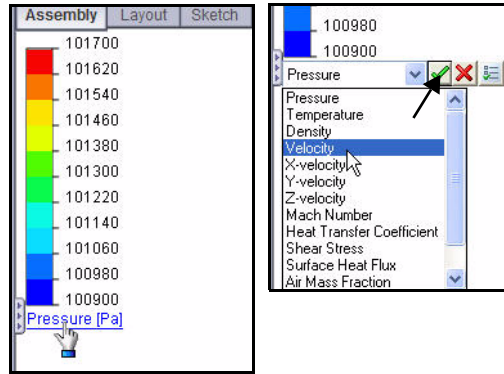 Assembly Layout Sketch
101700
101620
101540
101460
101380
101300
101220
101140
101060
100980
100900
Pressure [Pa]
100980
100900
Pressure
Pressure
Temperature
Density
Velocity
X-velocity
Y-velocity
Z-velocity
Mach Number
Heat Transfer Coefficient
Shear Stress
Surface Heat Flux
Air Mass Fraction